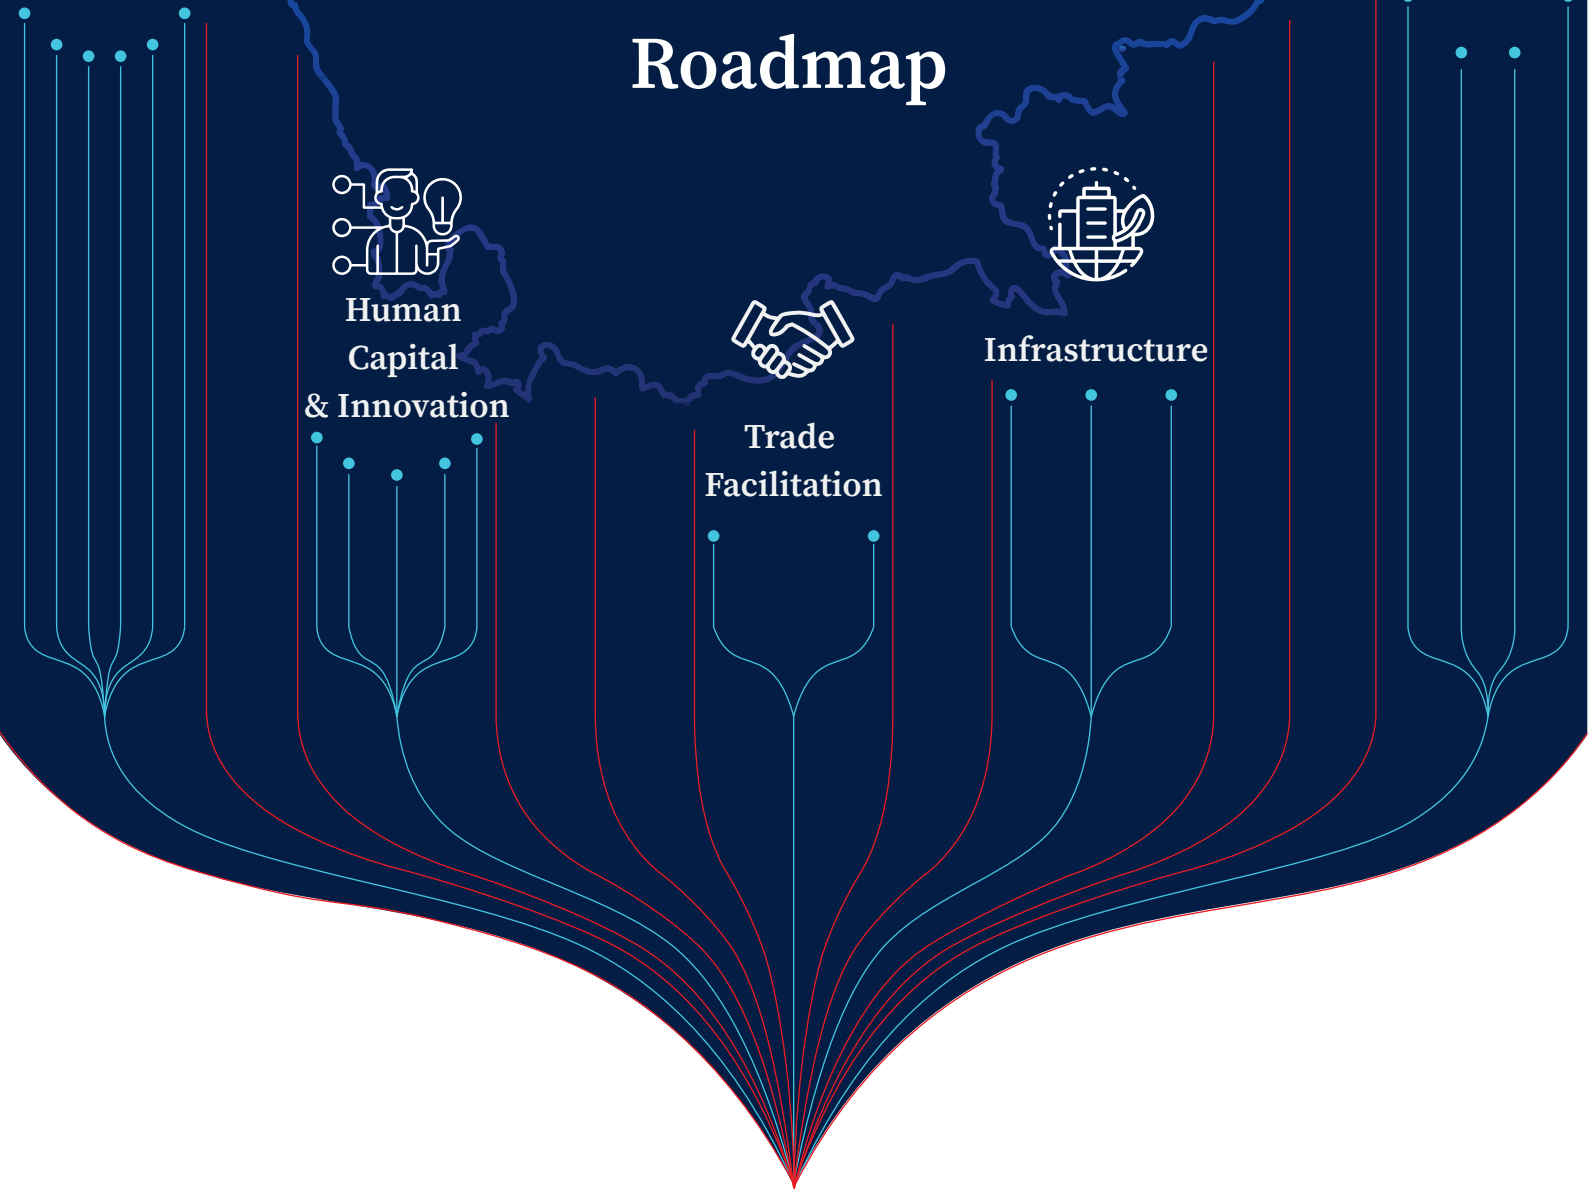 Roadmap
Human
Capital
& Innovation
Trade
Facilitation
Infrastructure